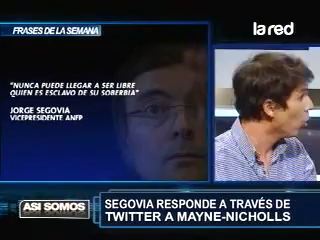 FRASES DE LA SEMANA
la red
"NUNCA PUEDE LLEGAR A SER LIBRE
QUIEN ES ESCLAVO DE SU SOBERBIA"
JORGE SEGOVIA
VICEPRESIDENTE ANFP
ASI SOMOS
SEGOVIA RESPONDE A TRAVÉS DE
TWITTER A MAYNE-NICHOLLS